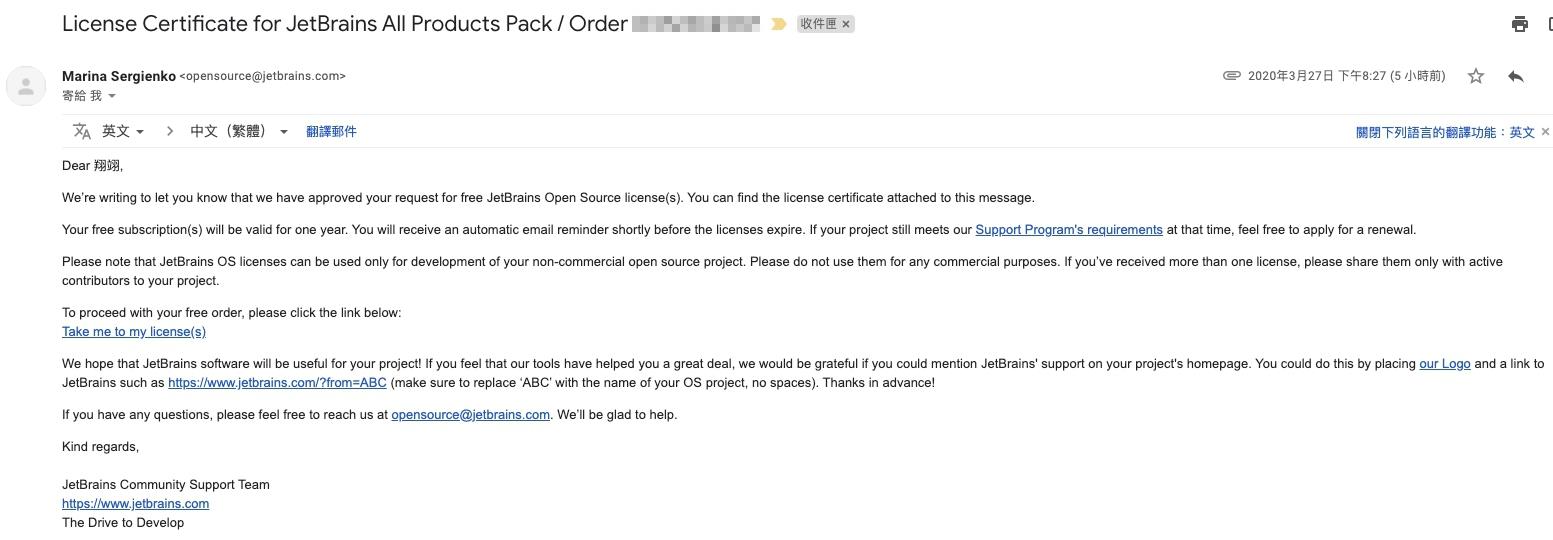 License Certificate for JetBrains All Products Pack / Order 收件匣 ×
Marina Sergienko <opensource@jetbrains.com> 2020年3月27日 下午8:27 (5 小時前)
寄給 我
英文 中文（繁體） 翻譯郵件 關閉下列語言的翻譯功能：英文 ×
Dear 翔翊,
We’re writing to let you know that we have approved your request for free JetBrains Open Source license(s). You can find the license certificate attached to this message.
Your free subscription(s) will be valid for one year. You will receive an automatic email reminder shortly before the licenses expire. If your project still meets our Support Program's requirements at that time, feel free to apply for a renewal.
Please note that JetBrains OS licenses can be used only for development of your non-commercial open source project. Please do not use them for any commercial purposes. If you’ve received more than one license, please share them only with active
contributors to your project.
To proceed with your free order, please click the link below:
Take me to my license(s)
We hope that JetBrains software will be useful for your project! If you feel that our tools have helped you a great deal, we would be grateful if you could mention JetBrains' support on your project's homepage. You could do this by placing our Logo and a link to
JetBrains such as https://www.jetbrains.com/?from=ABC (make sure to replace ‘ABC’ with the name of your OS project, no spaces). Thanks in advance!
If you have any questions, please feel free to reach us at opensource@jetbrains.com. We’ll be glad to help.
Kind regards,
JetBrains Community Support Team
https://www.jetbrains.com
The Drive to Develop